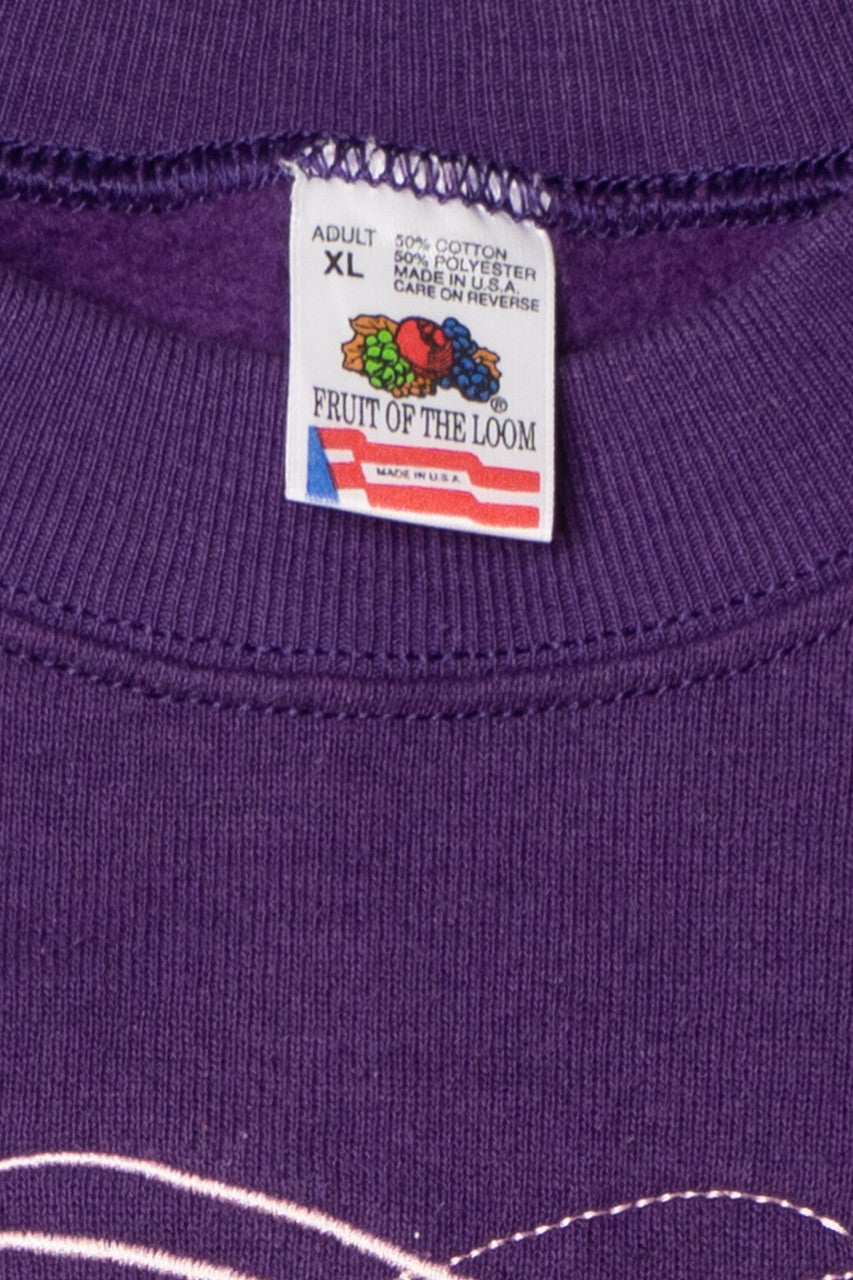 ADULT
XL
50% COTTON
50% POLYESTER
MADE IN U.S.A.
CARE ON REVERSE
®
FRUIT OF THE LOOM
MADE IN U.S.A.